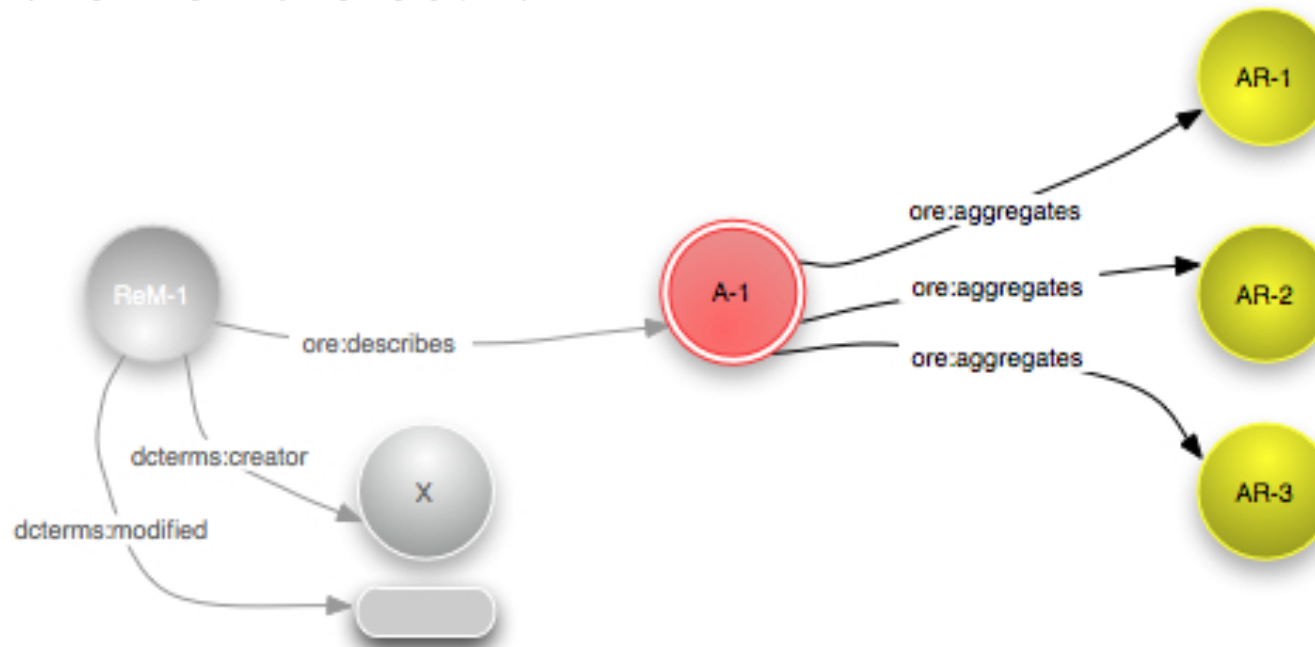 AR-1
ore:aggregates
ReM-1
A-1
ore:aggregates
AR-2
ore:describes
ore:aggregates
dcterms:creator
X
AR-3
dcterms:modified